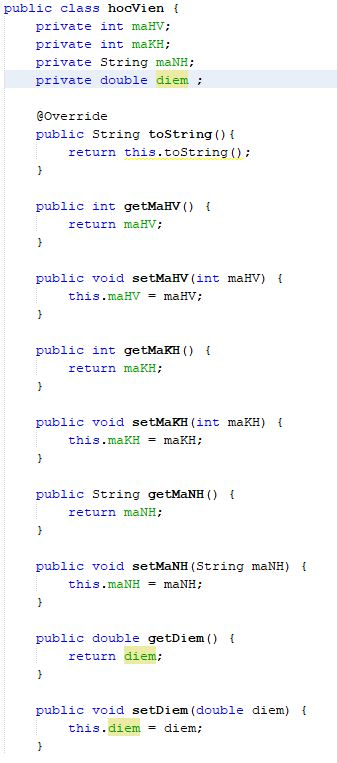 public class hocVien {
    private int maHV;
    private int maKH;
    private String maNH;
    private double diem ;
    @Override
    public String toString(){
        return this.toString();
    }
    public int getMaHV() {
        return maHV;
    }
    public void setMaHV(int maHV) {
        this.maHV = maHV;
    }
    public int getMaKH() {
        return maKH;
    }
    public void setMaKH(int maKH) {
        this.maKH = maKH;
    }
    public String getMaNH() {
        return maNH;
    }
    public void setMaNH(String maNH) {
        this.maNH = maNH;
    }
    public double getDiem() {
        return diem;
    }
    public void setDiem(double diem) {
        this.diem = diem;
    }